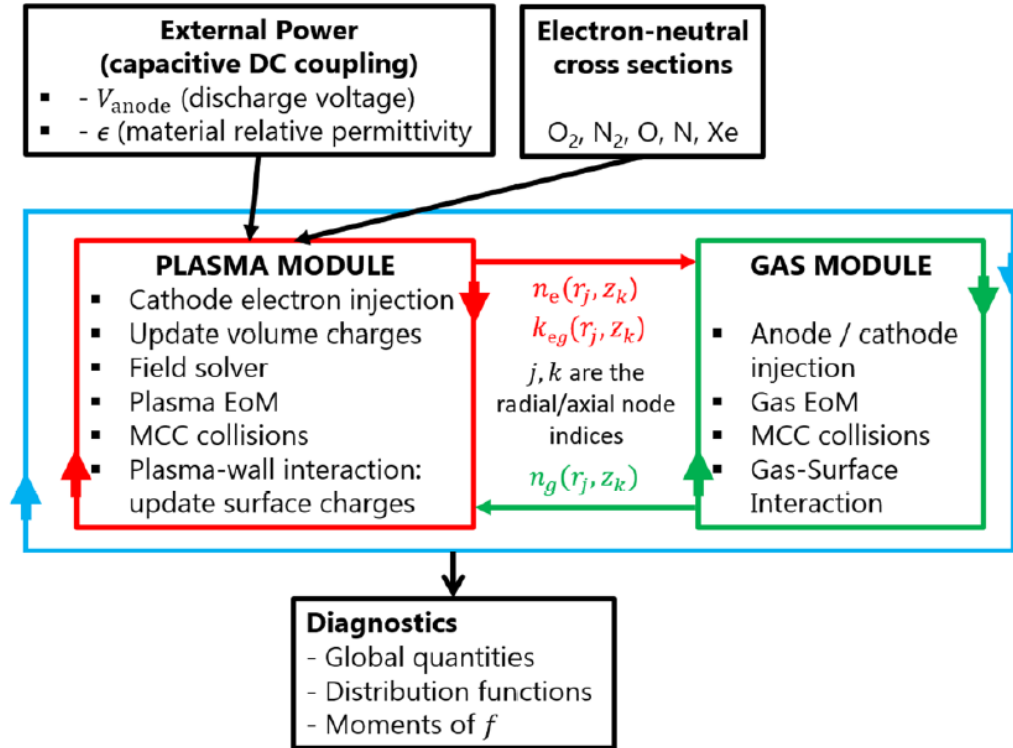 External Power
(capacitive DC coupling)
▪ - V_anode (discharge voltage)
▪ - ϵ (material relative permittivity
Electron-neutral
cross sections
O₂, N₂, O, N, Xe
PLASMA MODULE
▪ Cathode electron injection
▪ Update volume charges
▪ Field solver
▪ Plasma EoM
▪ MCC collisions
▪ Plasma-wall interaction:
update surface charges
n_e(r_j, z_k)
k_eg(r_j, z_k)
j, k are the
radial/axial node
indices
n_g(r_j, z_k)
GAS MODULE
▪ Anode / cathode
injection
▪ Gas EoM
▪ MCC collisions
▪ Gas-Surface
Interaction
Diagnostics
- Global quantities
- Distribution functions
- Moments of f